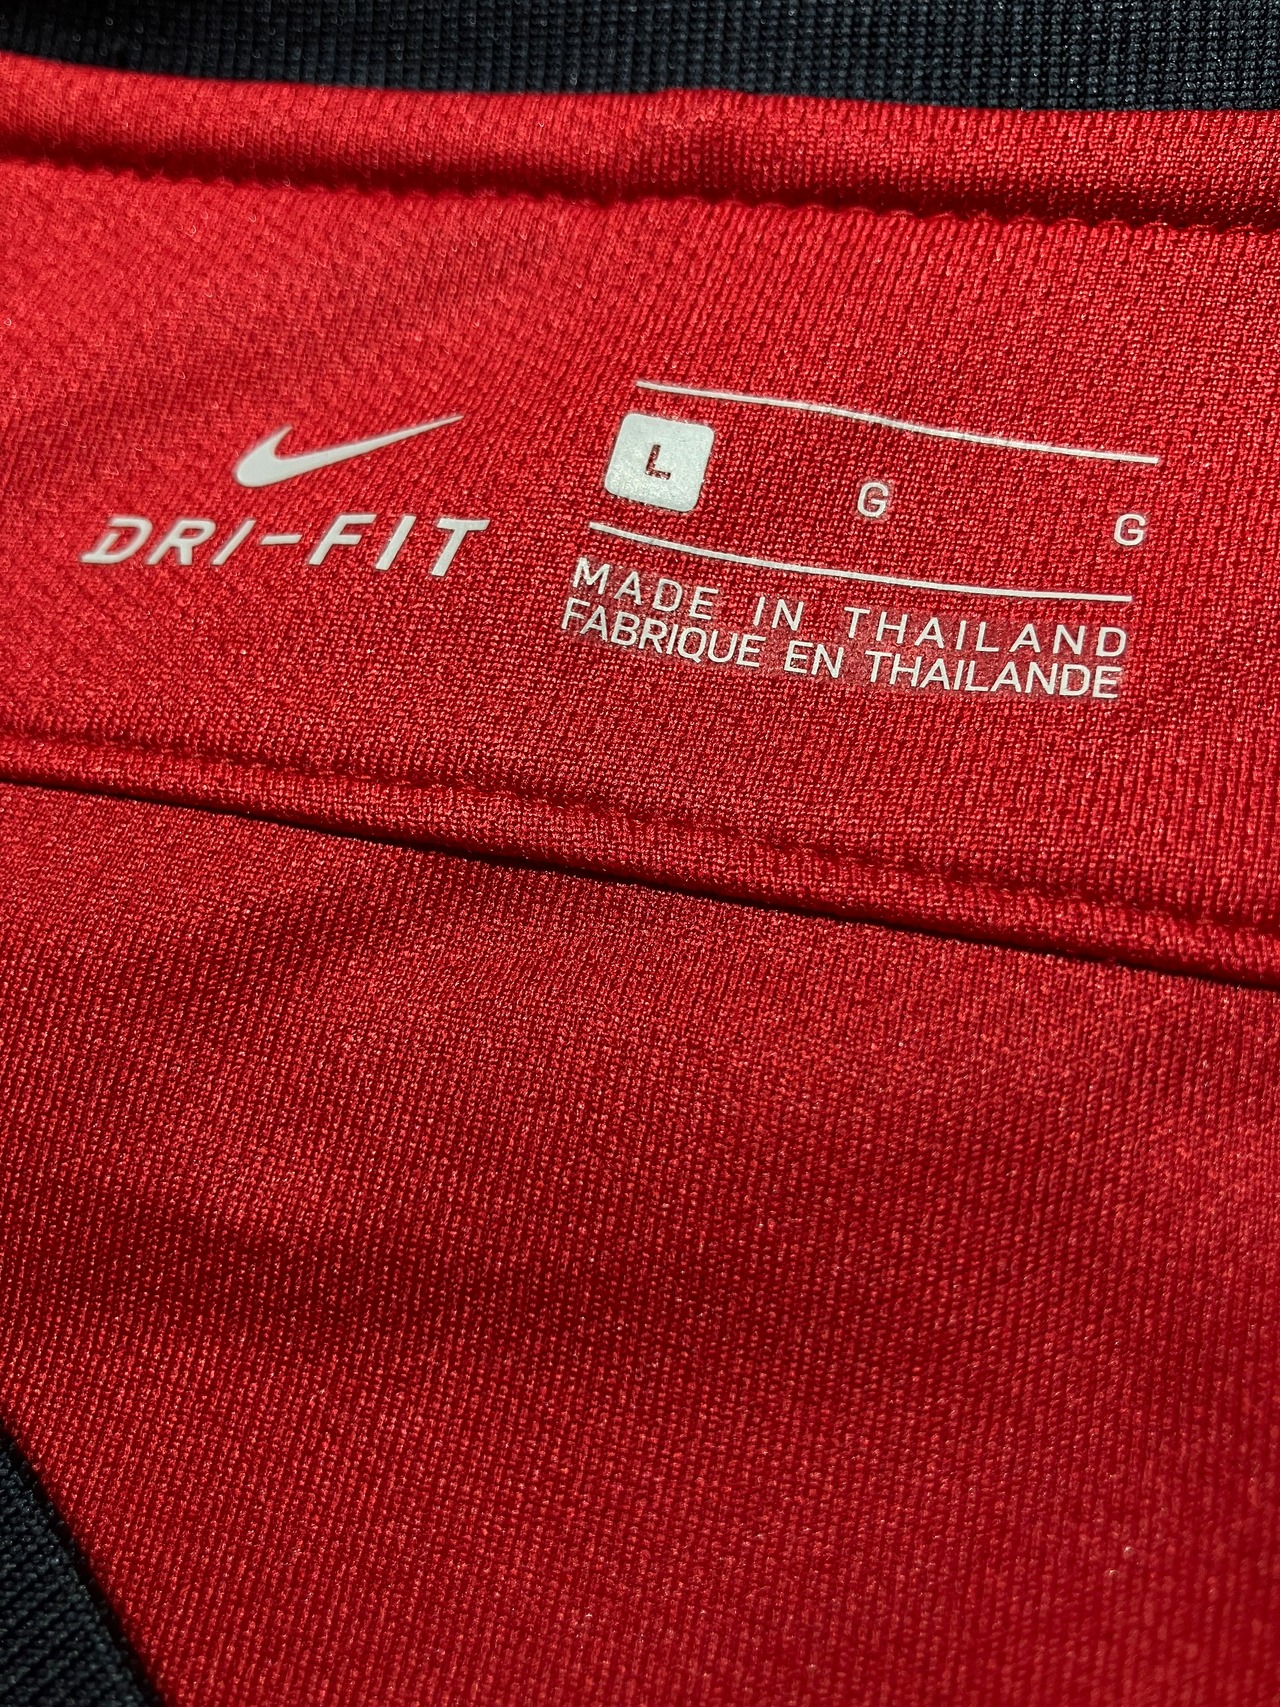 DRI-FIT
L G G
MADE IN THAILAND
FABRIQUE EN THAILANDE